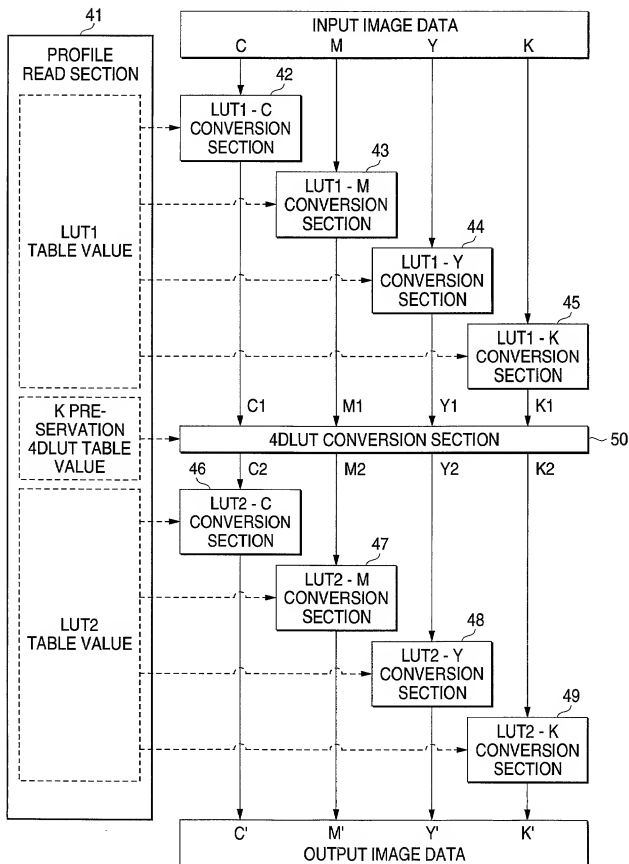 41
PROFILE
READ SECTION
INPUT IMAGE DATA
C M Y K
42
LUT1 - C
CONVERSION
SECTION
43
LUT1 - M
CONVERSION
SECTION
LUT1
TABLE VALUE
44
LUT1 - Y
CONVERSION
SECTION
45
LUT1 - K
CONVERSION
SECTION
C1 M1 Y1 K1
K PRE-
SERVATION
4DLUT TABLE
VALUE
4DLUT CONVERSION SECTION
50
C2 M2 Y2 K2
46
LUT2 - C
CONVERSION
SECTION
47
LUT2 - M
CONVERSION
SECTION
LUT2
TABLE VALUE
48
LUT2 - Y
CONVERSION
SECTION
49
LUT2 - K
CONVERSION
SECTION
C' M' Y' K'
OUTPUT IMAGE DATA